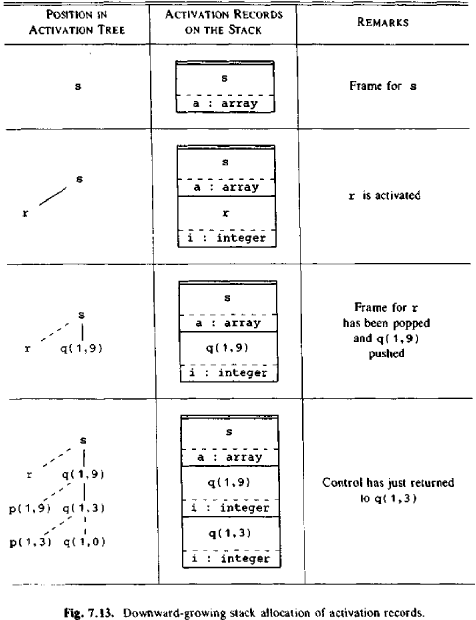 POSITION IN ACTIVATION TREE
ACTIVATION RECORDS ON THE STACK
REMARKS
s
s
a : array
Frame for s
s
r
s
a : array
r
i : integer
r is activated
s
r q(1,9)
s
a : array
q(1,9)
i : integer
Frame for r
has been popped
and q(1,9)
pushed
s
r q(1,9)
p(1,9) q(1,3)
p(1,3) q(1,0)
s
a : array
q(1,9)
i : integer
q(1,3)
i : integer
Control has just returned
to q(1,3)
Fig. 7.13. Downward-growing stack allocation of activation records.